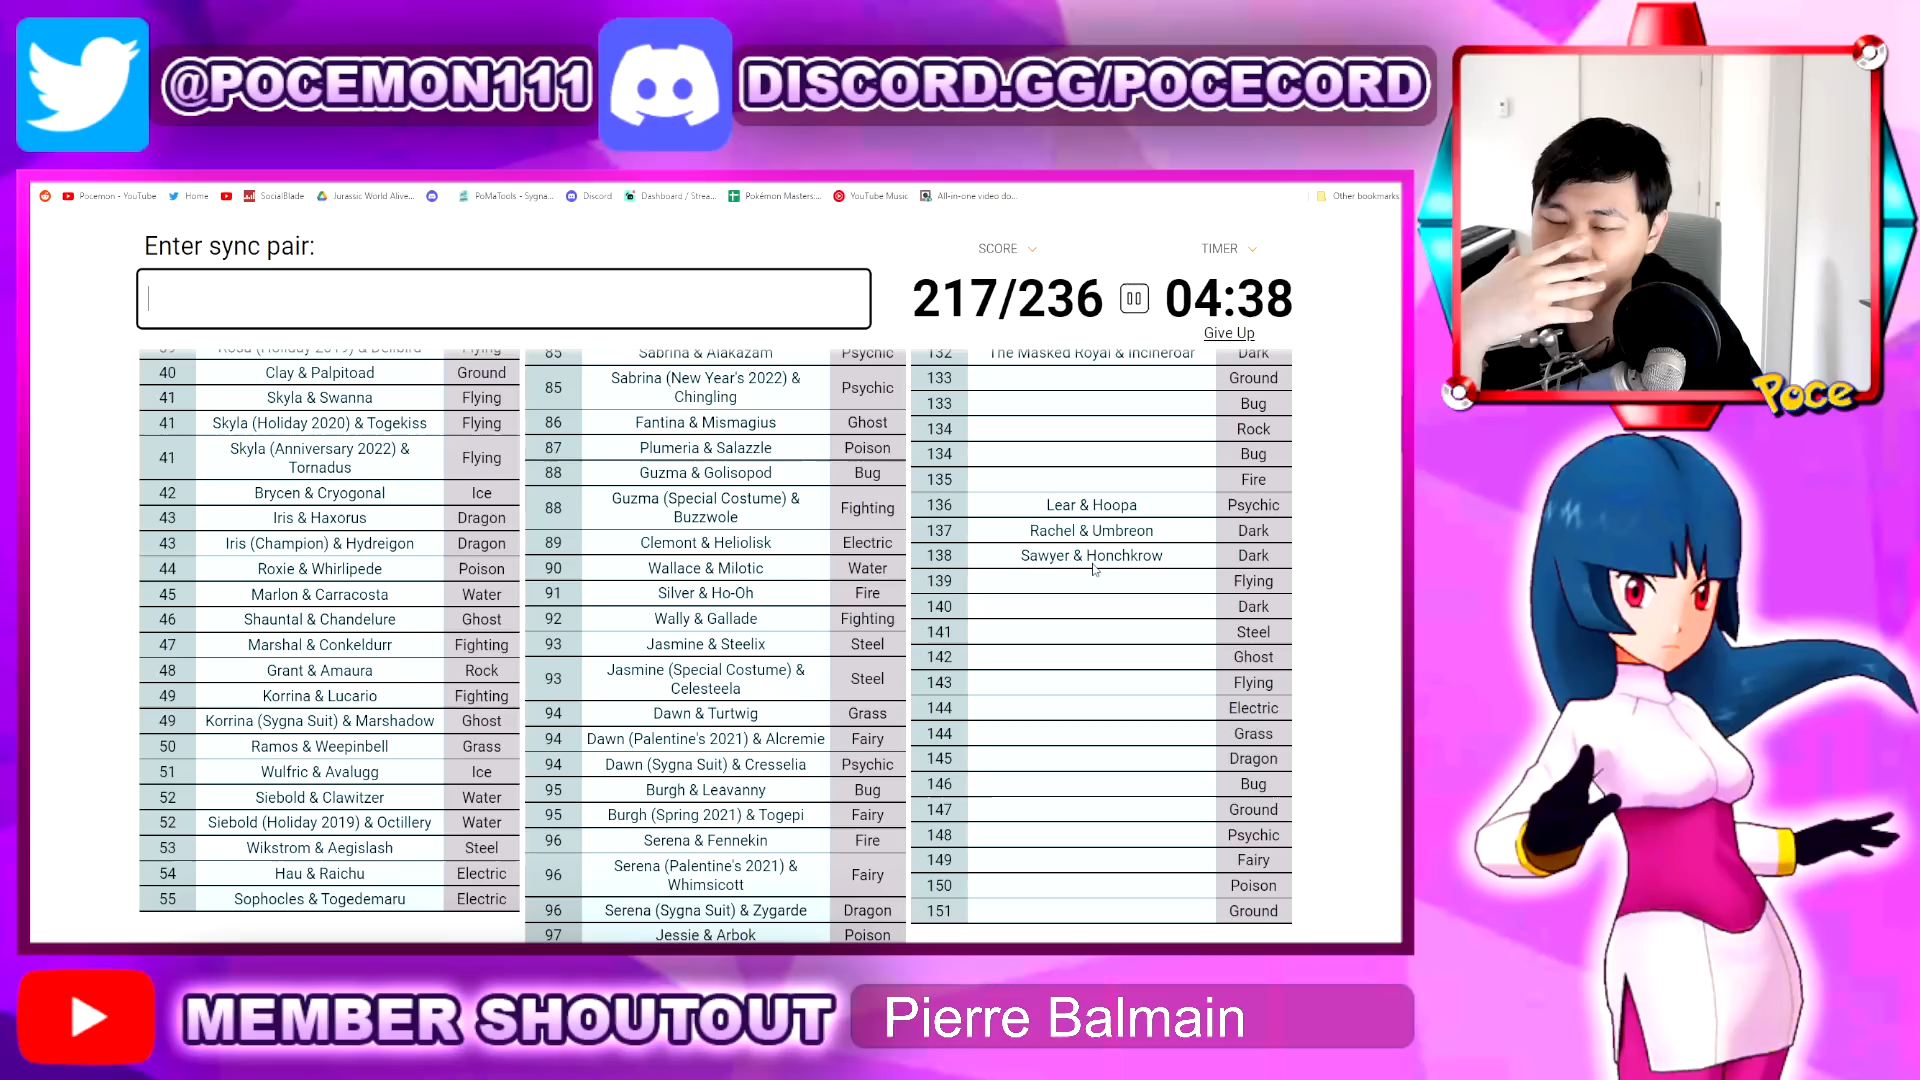 @POCEMON111
DISCORD.GG/POCECORD
Pocemon - YouTube
Home
SocialBlade
Jurassic World Alive...
PoMaTools - Sygna...
Discord
Dashboard / Strea...
Pokémon Masters:...
YouTube Music
All-in-one video do...
Other bookmarks
Enter sync pair:
SCORE
TIMER
217/236
04:38
Give Up
39 Rosa (Holiday 2019) & Delibird Flying
40 Clay & Palpitoad Ground
41 Skyla & Swanna Flying
41 Skyla (Holiday 2020) & Togekiss Flying
41 Skyla (Anniversary 2022) &
Tornadus Flying
42 Brycen & Cryogonal Ice
43 Iris & Haxorus Dragon
43 Iris (Champion) & Hydreigon Dragon
44 Roxie & Whirlipede Poison
45 Marlon & Carracosta Water
46 Shauntal & Chandelure Ghost
47 Marshal & Conkeldurr Fighting
48 Grant & Amaura Rock
49 Korrina & Lucario Fighting
49 Korrina (Sygna Suit) & Marshadow Ghost
50 Ramos & Weepinbell Grass
51 Wulfric & Avalugg Ice
52 Siebold & Clawitzer Water
52 Siebold (Holiday 2019) & Octillery Water
53 Wikstrom & Aegislash Steel
54 Hau & Raichu Electric
55 Sophocles & Togedemaru Electric
85 Sabrina & Alakazam Psychic
85 Sabrina (New Year's 2022) &
Chingling Psychic
86 Fantina & Mismagius Ghost
87 Plumeria & Salazzle Poison
88 Guzma & Golisopod Bug
88 Guzma (Special Costume) &
Buzzwole Fighting
89 Clemont & Heliolisk Electric
90 Wallace & Milotic Water
91 Silver & Ho-Oh Fire
92 Wally & Gallade Fighting
93 Jasmine & Steelix Steel
93 Jasmine (Special Costume) &
Celesteela Steel
94 Dawn & Turtwig Grass
94 Dawn (Palentine's 2021) & Alcremie Fairy
94 Dawn (Sygna Suit) & Cresselia Psychic
95 Burgh & Leavanny Bug
95 Burgh (Spring 2021) & Togepi Fairy
96 Serena & Fennekin Fire
96 Serena (Palentine's 2021) &
Whimsicott Fairy
96 Serena (Sygna Suit) & Zygarde Dragon
97 Jessie & Arbok Poison
132 The Masked Royal & Incineroar Dark
133 Ground
133 Bug
134 Rock
134 Bug
135 Fire
136 Lear & Hoopa Psychic
137 Rachel & Umbreon Dark
138 Sawyer & Honchkrow Dark
139 Flying
140 Dark
141 Steel
142 Ghost
143 Flying
144 Electric
144 Grass
145 Dragon
146 Bug
147 Ground
148 Psychic
149 Fairy
150 Poison
151 Ground
Poce
MEMBER SHOUTOUT
Pierre Balmain